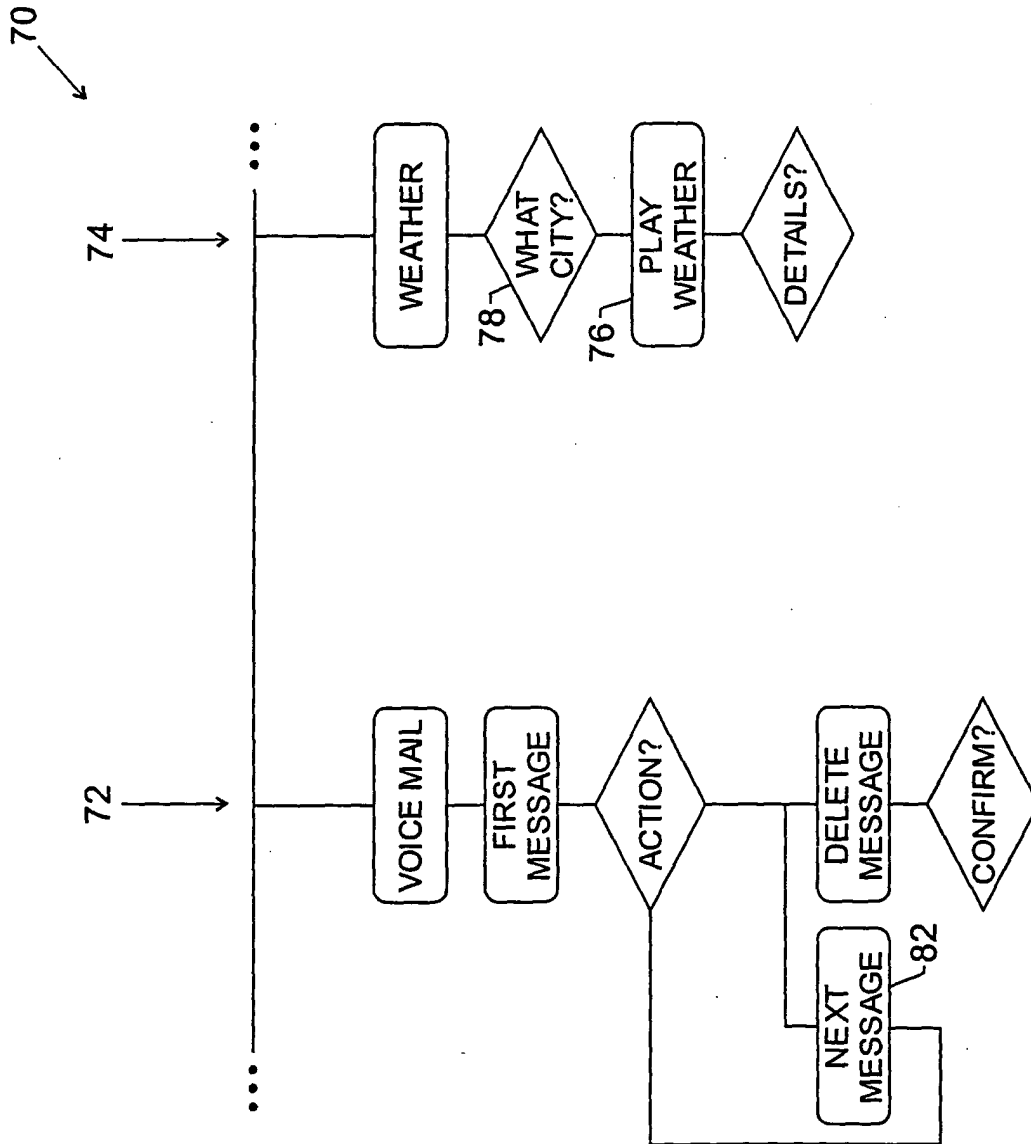 70
72
74
•••
•••
VOICE MAIL
FIRST
MESSAGE
ACTION?
NEXT
MESSAGE
82
DELETE
MESSAGE
CONFIRM?
WEATHER
WHAT
CITY?
78
PLAY
WEATHER
76
DETAILS?